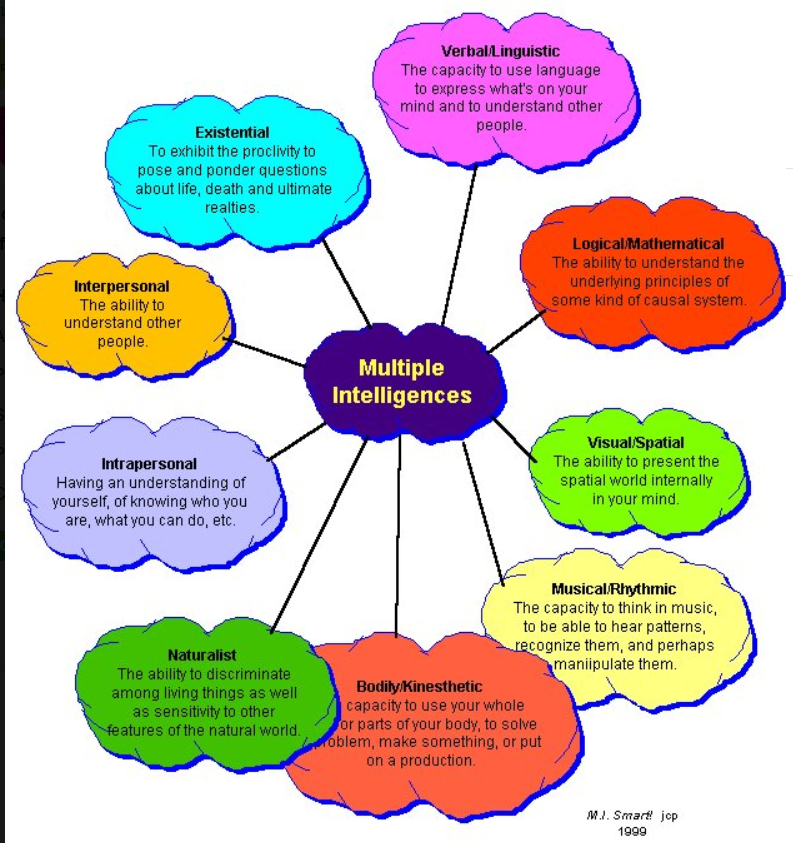 Verbal/Linguistic
The capacity to use language
to express what's on your
mind and to understand other
people.
Existential
To exhibit the proclivity to
pose and ponder questions
about life, death and ultimate
realties.
Logical/Mathematical
The ability to understand the
underlying principles of
some kind of causal system.
Interpersonal
The ability to
understand other
people.
Multiple
Intelligences
Visual/Spatial
The ability to present the
spatial world internally
in your mind.
Intrapersonal
Having an understanding of
yourself, of knowing who you
are, what you can do, etc.
Musical/Rhythmic
The capacity to think in music,
to be able to hear patterns,
recognize them, and perhaps
maniipulate them.
Naturalist
The ability to discriminate
among living things as well
as sensitivity to other
features of the natural world.
Bodily/Kinesthetic
capacity to use your whole
or parts of your body, to solve
problem, make something, or put
on a production.
M.I. Smart! jcp
1999